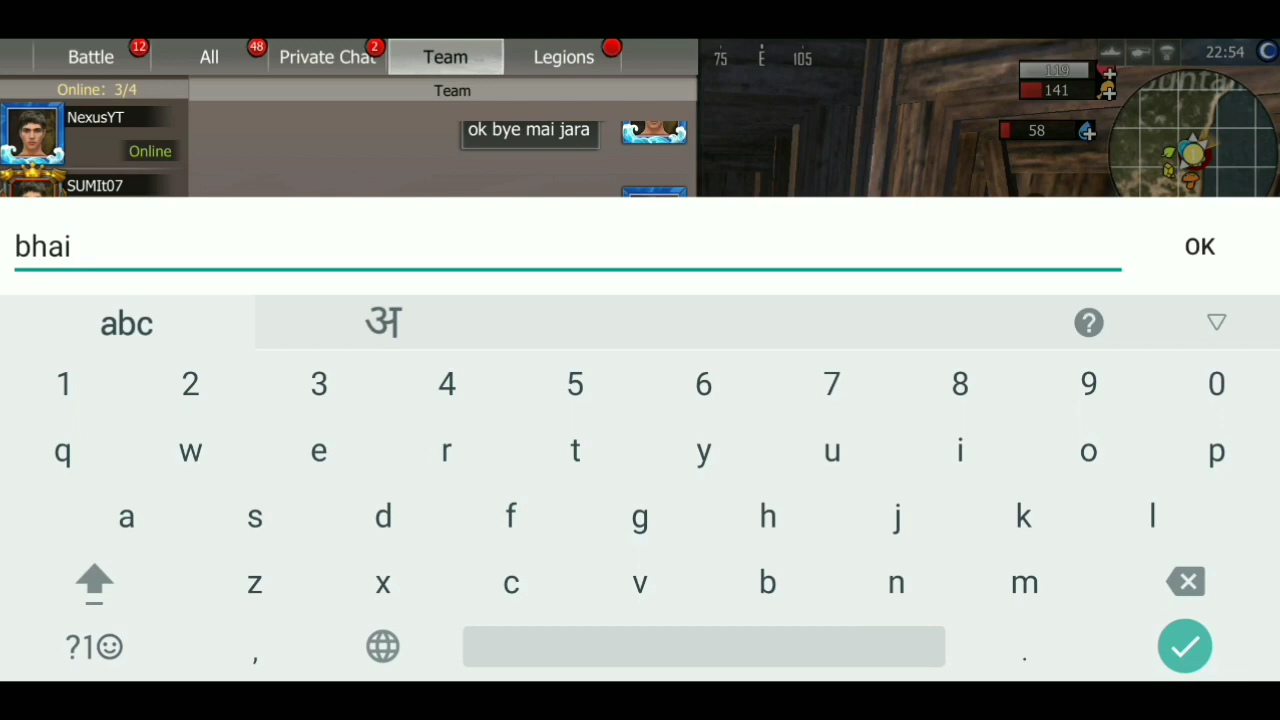 Battle 12 All 48 Private Chat 2 Team Legions
75 E 105
22:54
Online: 3/4
Team
119
141
NexusYT
Online
ok bye mai jara
58
SUMIt07
bhai
OK
abc अ ?
1 2 3 4 5 6 7 8 9 0
q w e r t y u i o p
a s d f g h j k l
z x c v b n m
?1☺ , .